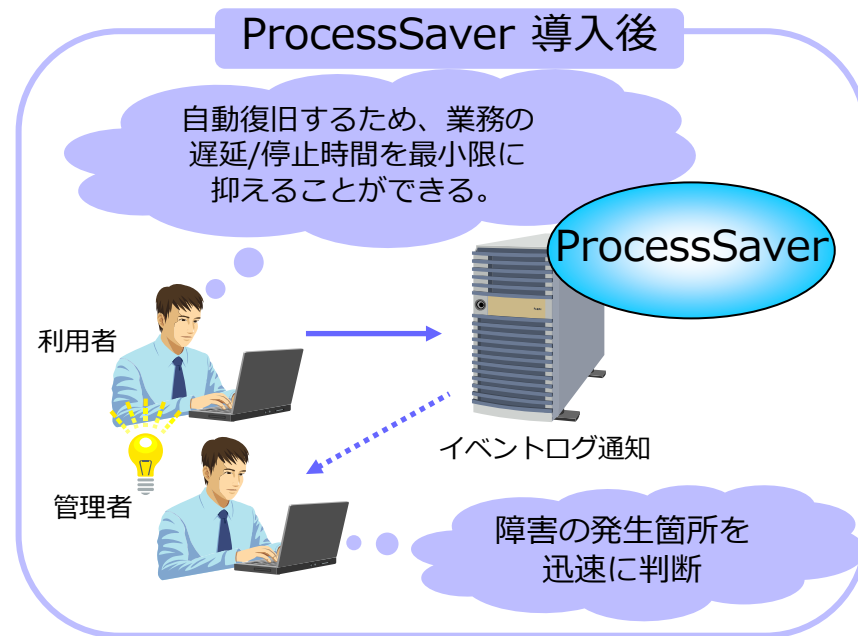 ProcessSaver 導入後
自動復旧するため、業務の
遅延/停止時間を最小限に
抑えることができる。
ProcessSaver
利用者
イベントログ通知
管理者
障害の発生箇所を
迅速に判断